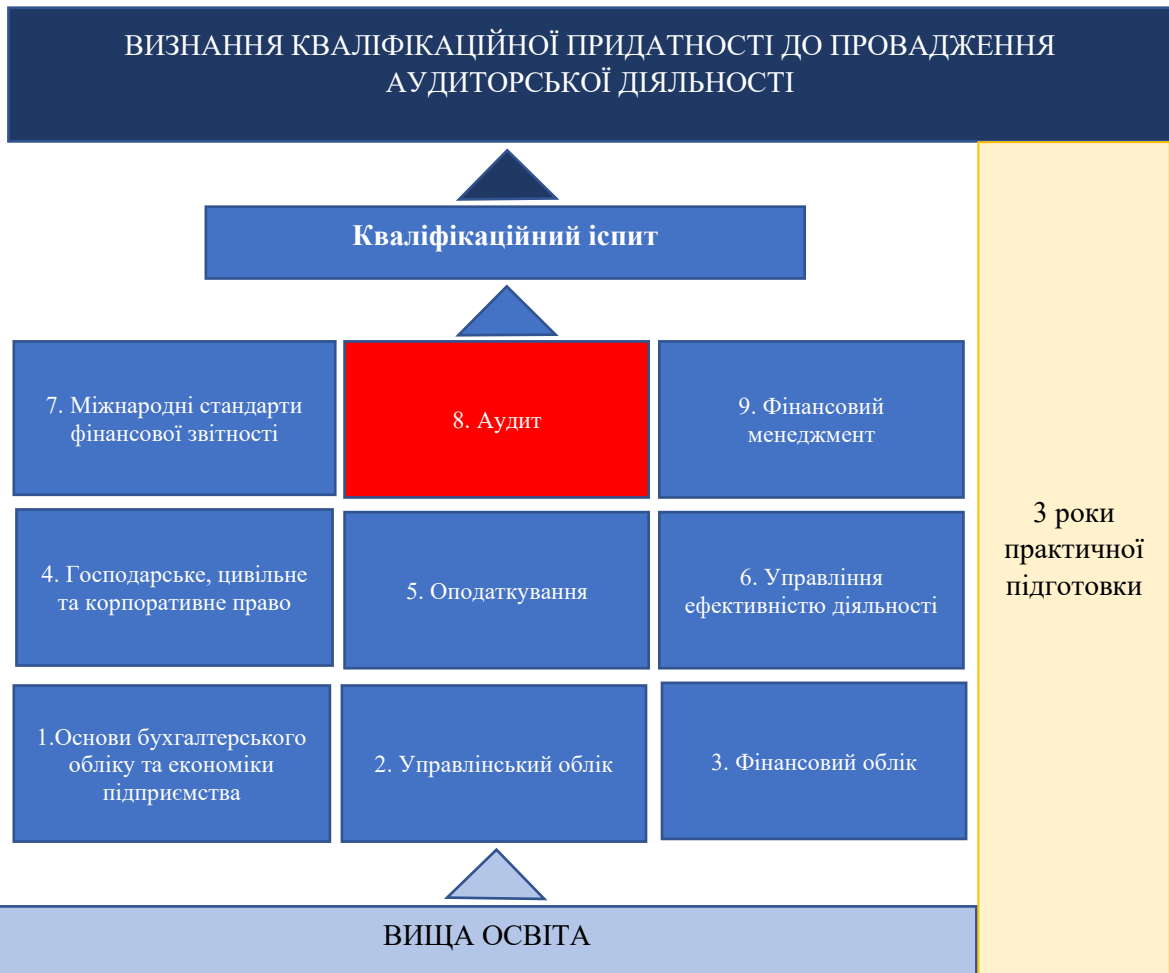 ВИЗНАННЯ КВАЛІФІКАЦІЙНОЇ ПРИДАТНОСТІ ДО ПРОВАДЖЕННЯ
АУДИТОРСЬКОЇ ДІЯЛЬНОСТІ
Кваліфікаційний іспит
7. Міжнародні стандарти
фінансової звітності
8. Аудит
9. Фінансовий
менеджмент
4. Господарське, цивільне
та корпоративне право
5. Оподаткування
6. Управління
ефективністю діяльності
1.Основи бухгалтерського
обліку та економіки
підприємства
2. Управлінський облік
3. Фінансовий облік
3 роки
практичної
підготовки
ВИЩА ОСВІТА